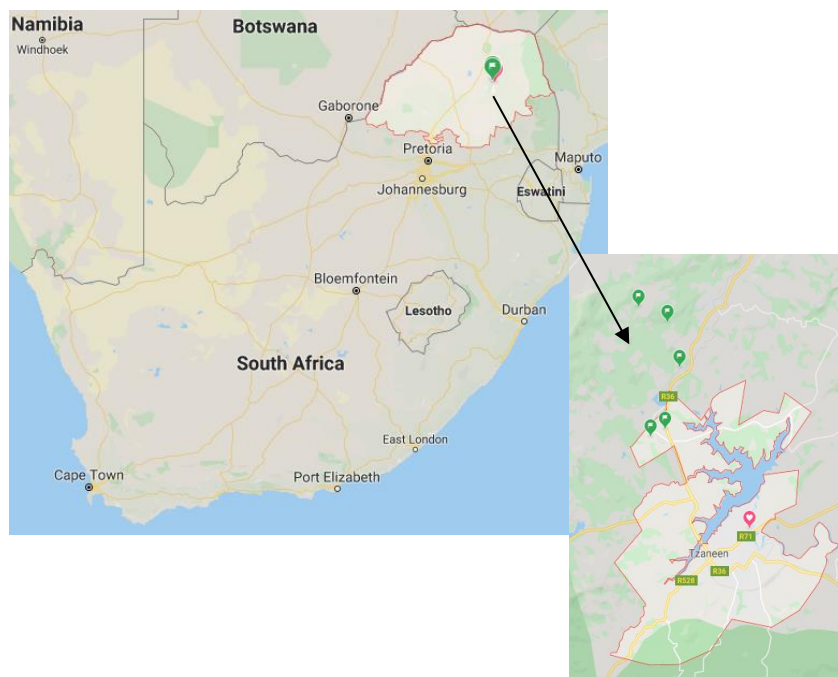 Namibia
Windhoek
Botswana
Gaborone
Pretoria
Johannesburg
Maputo
Eswatini
Bloemfontein
Lesotho
Durban
South Africa
East London
Cape Town
Port Elizabeth
R36
R71
Tzaneen
R36
R528